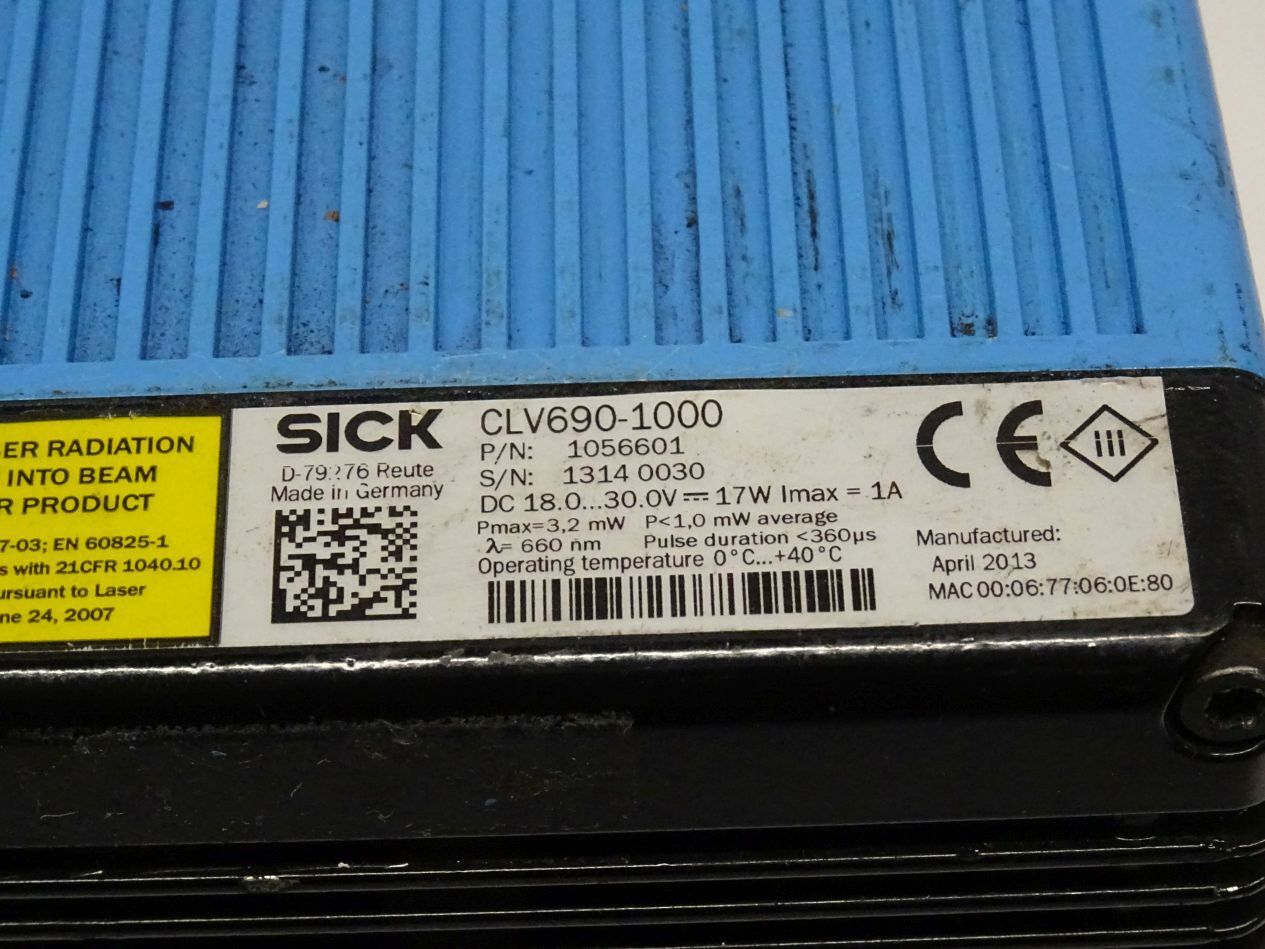 SER RADIATION
INTO BEAM
R PRODUCT
7-03; EN 60825-1
s with 21CFR 1040.10
ursuant to Laser
ne 24, 2007
SICK
D-79276 Reute
Made in Germany
CLV690-1000
P/N: 1056601
S/N: 1314 0030
DC 18.0...30.0V⎓17W Imax = 1A
Pmax=3,2 mW P<1,0 mW average
λ= 660 nm Pulse duration <360µs
Operating temperature 0°C...+40°C
CE
III
Manufactured:
April 2013
MAC 00:06:77:06:0E:80